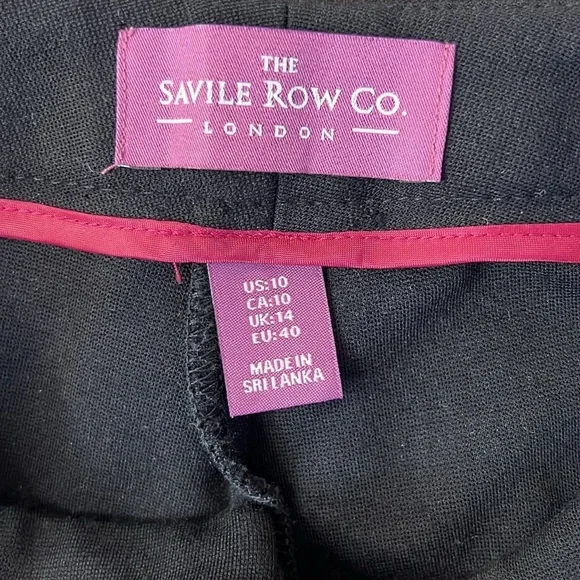 THE
SAVILE ROW CO.
LONDON
US:10
CA:10
UK:14
EU:40
MADE IN
SRI LANKA